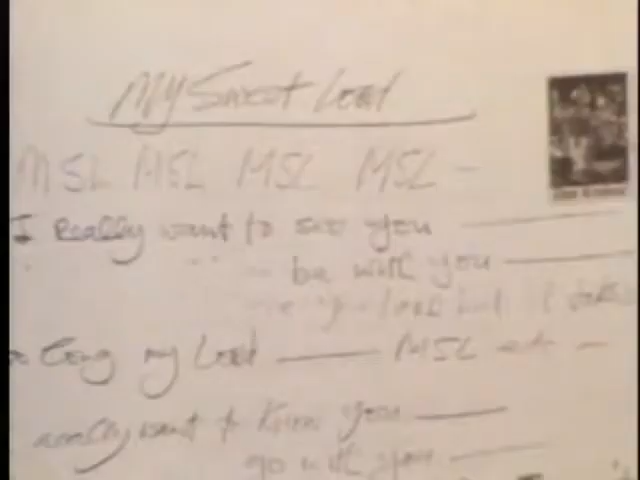 My Sweet Lord
MSL MSL MSL MSL -
I Really want to see you
be with you
so long my Lord MSL
really want to know you
go with you